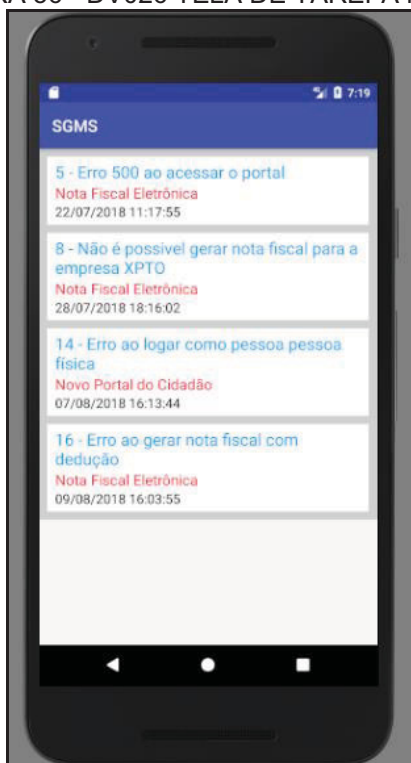 DV026 TELA DE TAREFA
7:19
SGMS
5 - Erro 500 ao acessar o portal
Nota Fiscal Eletrônica
22/07/2018 11:17:55
8 - Não é possivel gerar nota fiscal para a
empresa XPTO
Nota Fiscal Eletrônica
28/07/2018 18:16:02
14 - Erro ao logar como pessoa pessoa
física
Novo Portal do Cidadão
07/08/2018 16:13:44
16 - Erro ao gerar nota fiscal com
dedução
Nota Fiscal Eletrônica
09/08/2018 16:03:55